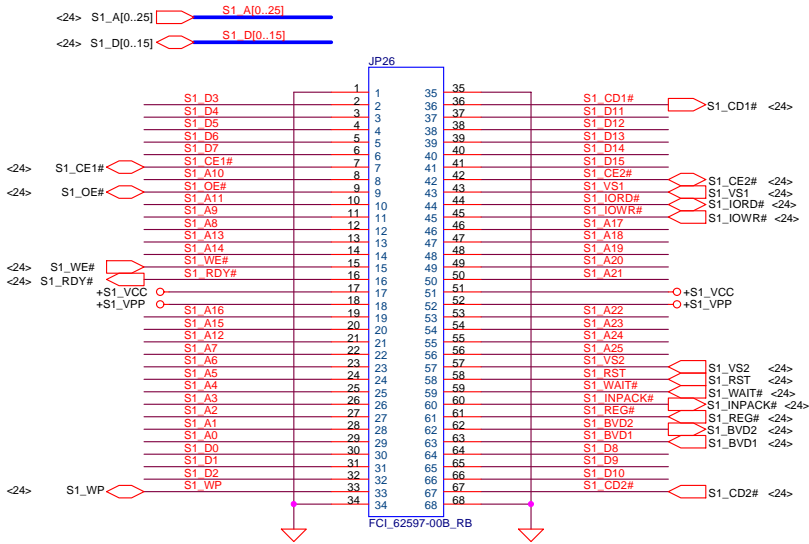 <24> S1_A[0..25] S1_A[0..25]
<24> S1_D[0..15] S1_D[0..15]
JP26
1 1 35 35
S1_D3 2 2 36 36 S1_CD1# S1_CD1# <24>
S1_D4 3 3 37 37 S1_D11
S1_D5 4 4 38 38 S1_D12
S1_D6 5 5 39 39 S1_D13
S1_D7 6 6 40 40 S1_D14
<24> S1_CE1# S1_CE1# 7 7 41 41 S1_D15
S1_A10 8 8 42 42 S1_CE2# S1_CE2# <24>
<24> S1_OE# S1_OE# 9 9 43 43 S1_VS1 S1_VS1 <24>
S1_A11 10 10 44 44 S1_IORD# S1_IORD# <24>
S1_A9 11 11 45 45 S1_IOWR# S1_IOWR# <24>
S1_A8 12 12 46 46 S1_A17
S1_A13 13 13 47 47 S1_A18
S1_A14 14 14 48 48 S1_A19
<24> S1_WE# S1_WE# 15 15 49 49 S1_A20
<24> S1_RDY# S1_RDY# 16 16 50 50 S1_A21
+S1_VCC 17 17 51 51 +S1_VCC
+S1_VPP 18 18 52 52 +S1_VPP
S1_A16 19 19 53 53 S1_A22
S1_A15 20 20 54 54 S1_A23
S1_A12 21 21 55 55 S1_A24
S1_A7 22 22 56 56 S1_A25
S1_A6 23 23 57 57 S1_VS2 S1_VS2 <24>
S1_A5 24 24 58 58 S1_RST S1_RST <24>
S1_A4 25 25 59 59 S1_WAIT# S1_WAIT# <24>
S1_A3 26 26 60 60 S1_INPACK# S1_INPACK# <24>
S1_A2 27 27 61 61 S1_REG# S1_REG# <24>
S1_A1 28 28 62 62 S1_BVD2 S1_BVD2 <24>
S1_A0 29 29 63 63 S1_BVD1 S1_BVD1 <24>
S1_D0 30 30 64 64 S1_D8
S1_D1 31 31 65 65 S1_D9
S1_D2 32 32 66 66 S1_D10
<24> S1_WP S1_WP 33 33 67 67 S1_CD2# S1_CD2# <24>
34 34 68 68
FCI_62597-00B_RB